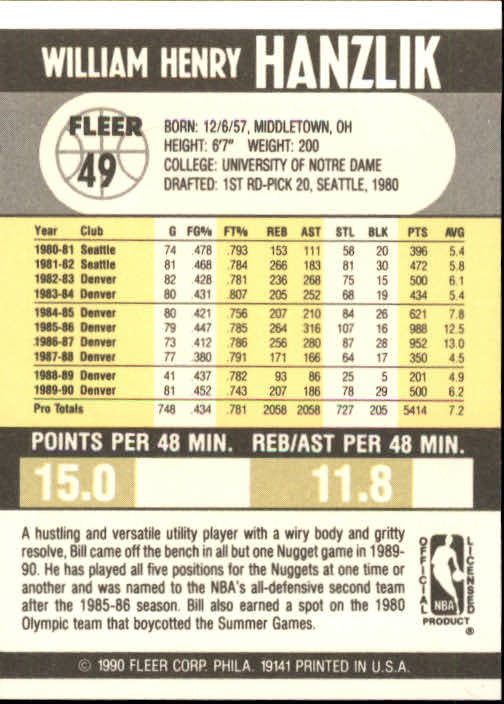 WILLIAM HENRY HANZLIK
FLEER
49
BORN: 12/6/57, MIDDLETOWN, OH
HEIGHT: 6'7" WEIGHT: 200
COLLEGE: UNIVERSITY OF NOTRE DAME
DRAFTED: 1ST RD-PICK 20, SEATTLE, 1980
Year Club G FG% FT% REB AST STL BLK PTS AVG
1980-81 Seattle 74 .478 .793 153 111 58 20 396 5.4
1981-82 Seattle 81 .468 .784 266 183 81 30 472 5.8
1982-83 Denver 82 .428 .781 236 268 75 15 500 6.1
1983-84 Denver 80 .431 .807 205 252 68 19 434 5.4
1984-85 Denver 80 .421 .756 207 210 84 26 621 7.8
1985-86 Denver 79 .447 .785 264 316 107 16 988 12.5
1986-87 Denver 73 .412 .786 256 280 87 28 952 13.0
1987-88 Denver 77 .380 .791 171 166 64 17 350 4.5
1988-89 Denver 41 .437 .782 93 86 25 5 201 4.9
1989-90 Denver 81 .452 .743 207 186 78 29 500 6.2
Pro Totals 748 .434 .781 2058 2058 727 205 5414 7.2
POINTS PER 48 MIN. REB/AST PER 48 MIN.
15.0 11.8
A hustling and versatile utility player with a wiry body and gritty
resolve, Bill came off the bench in all but one Nugget game in 1989-
90. He has played all five positions for the Nuggets at one time or
another and was named to the NBA's all-defensive second team
after the 1985-86 season. Bill also earned a spot on the 1980
Olympic team that boycotted the Summer Games.
OFFICIAL LICENSED
NBA
PRODUCT ®
© 1990 FLEER CORP. PHILA. 19141 PRINTED IN U.S.A.